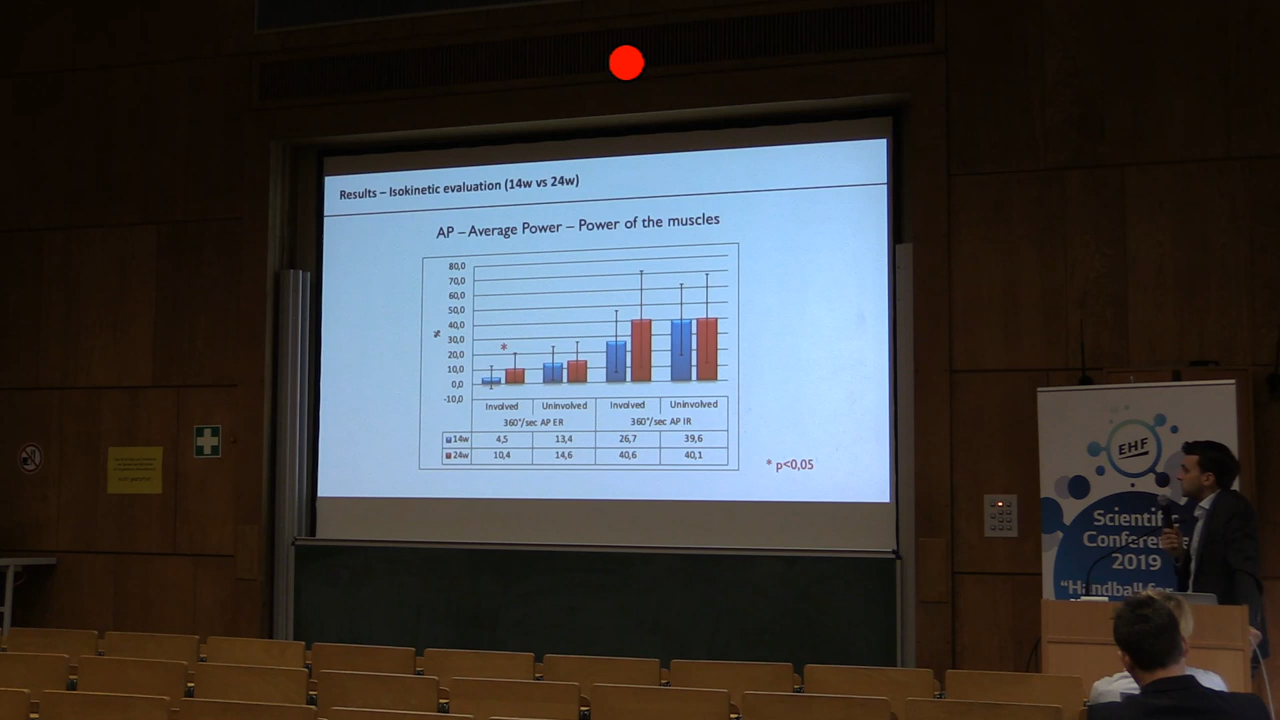 Results – Isokinetic evaluation (14w vs 24w)
AP – Average Power – Power of the muscles
80,0
70,0
60,0
50,0
40,0
30,0
20,0
10,0
0,0
-10,0
%
*
Involved Uninvolved Involved Uninvolved
360°/sec AP ER 360°/sec AP IR
14w 4,5 13,4 26,7 39,6
24w 10,4 14,6 40,6 40,1
* p<0,05
EHF
Scientific
Conference
2019
"Handball for